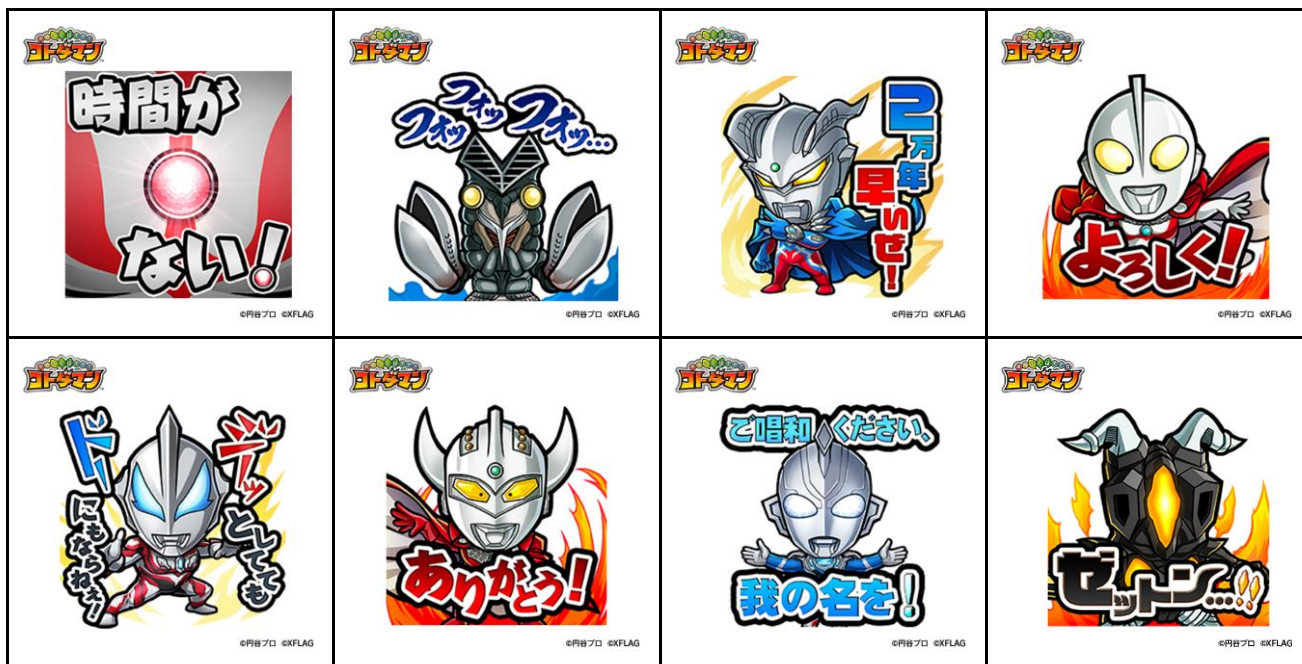 コトダマン
時間が
ない!
©円谷プロ ©XFLAG
コトダマン
フォッ
フォッ
フォッ...
©円谷プロ ©XFLAG
コトダマン
2万年
早いぜ!
©円谷プロ ©XFLAG
コトダマン
よろしく!
©円谷プロ ©XFLAG
コトダマン
ジーッ
としてても
ドー
にもならねぇ!
©円谷プロ ©XFLAG
コトダマン
ありがとう!
©円谷プロ ©XFLAG
コトダマン
ご唱和ください、
我の名を!
©円谷プロ ©XFLAG
コトダマン
ゼットン...!!
©円谷プロ ©XFLAG